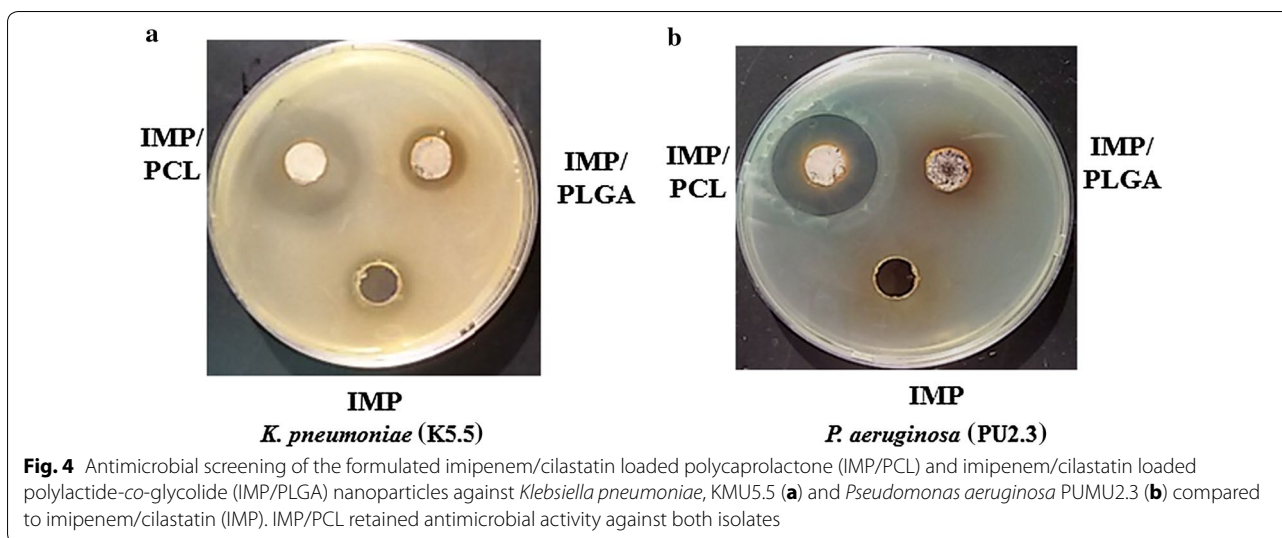 a
b
IMP/
PCL
IMP/
PLGA
IMP/
PCL
IMP/
PLGA
IMP
IMP
K. pneumoniae (K5.5)
P. aeruginosa (PU2.3)
Fig. 4 Antimicrobial screening of the formulated imipenem/cilastatin loaded polycaprolactone (IMP/PCL) and imipenem/cilastatin loaded
polylactide-co-glycolide (IMP/PLGA) nanoparticles against Klebsiella pneumoniae, KMU5.5 (a) and Pseudomonas aeruginosa PUMU2.3 (b) compared
to imipenem/cilastatin (IMP). IMP/PCL retained antimicrobial activity against both isolates